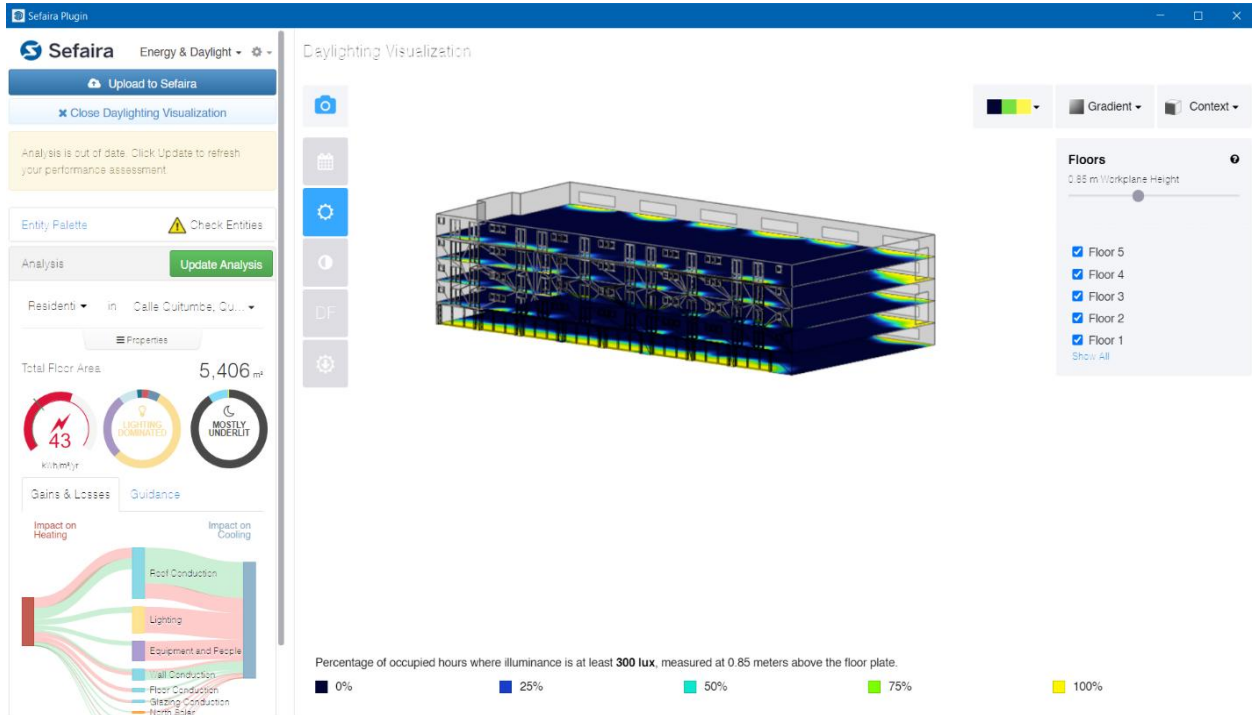 Sefaira Plugin
Sefaira
Energy & Daylight
Upload to Sefaira
Close Daylighting Visualization
Analysis is out of date. Click Update to refresh
your performance assessment.
Entity Palette
Check Entities
Analysis
Update Analysis
Residenti
in
Calle Quitumbe, Qu...
Properties
Total Floor Area
5,406 m²
43
kWh/m²/yr
LIGHTING
DOMINATED
MOSTLY
UNDERLIT
Gains & Losses
Guidance
Impact on
Heating
Impact on
Cooling
Roof Conduction
Lighting
Equipment and People
Wall Conduction
Floor Conduction
Glazing Conduction
North Solar
Daylighting Visualization
DF
Gradient
Context
Floors
0.85 m Workplane Height
Floor 5
Floor 4
Floor 3
Floor 2
Floor 1
Show All
Percentage of occupied hours where illuminance is at least 300 lux, measured at 0.85 meters above the floor plate.
0%
25%
50%
75%
100%